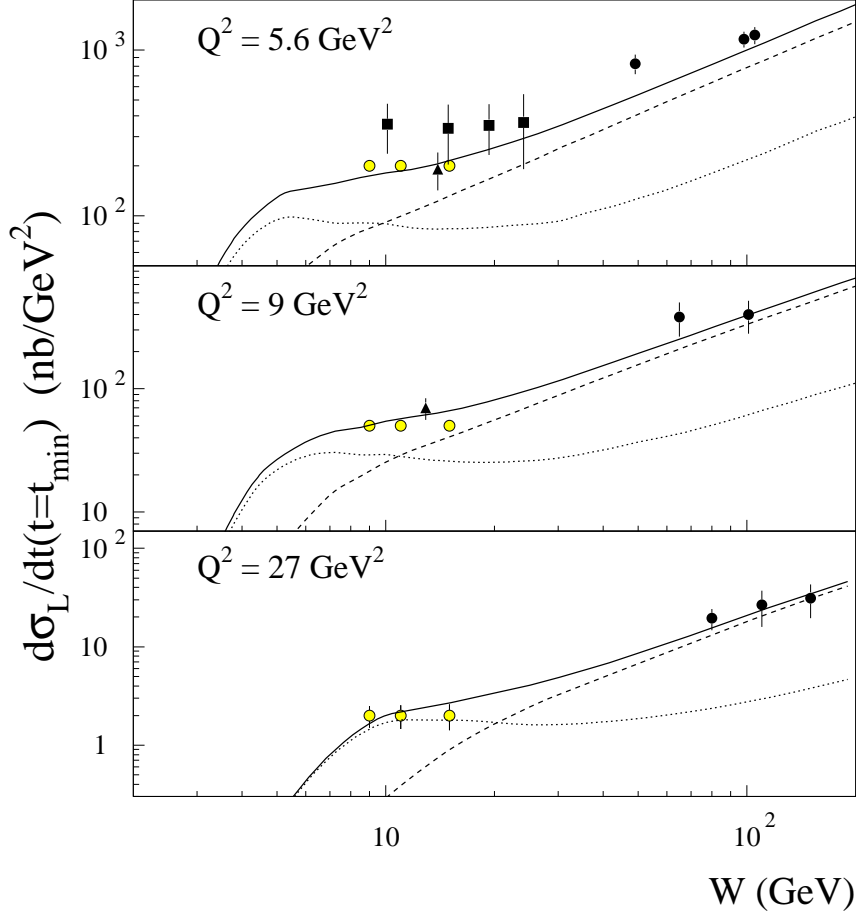 dσ_L/dt(t=t_min) (nb/GeV²)
Q² = 5.6 GeV²
10³
10²
Q² = 9 GeV²
10²
10
Q² = 27 GeV²
10²
10
1
10
10²
W (GeV)